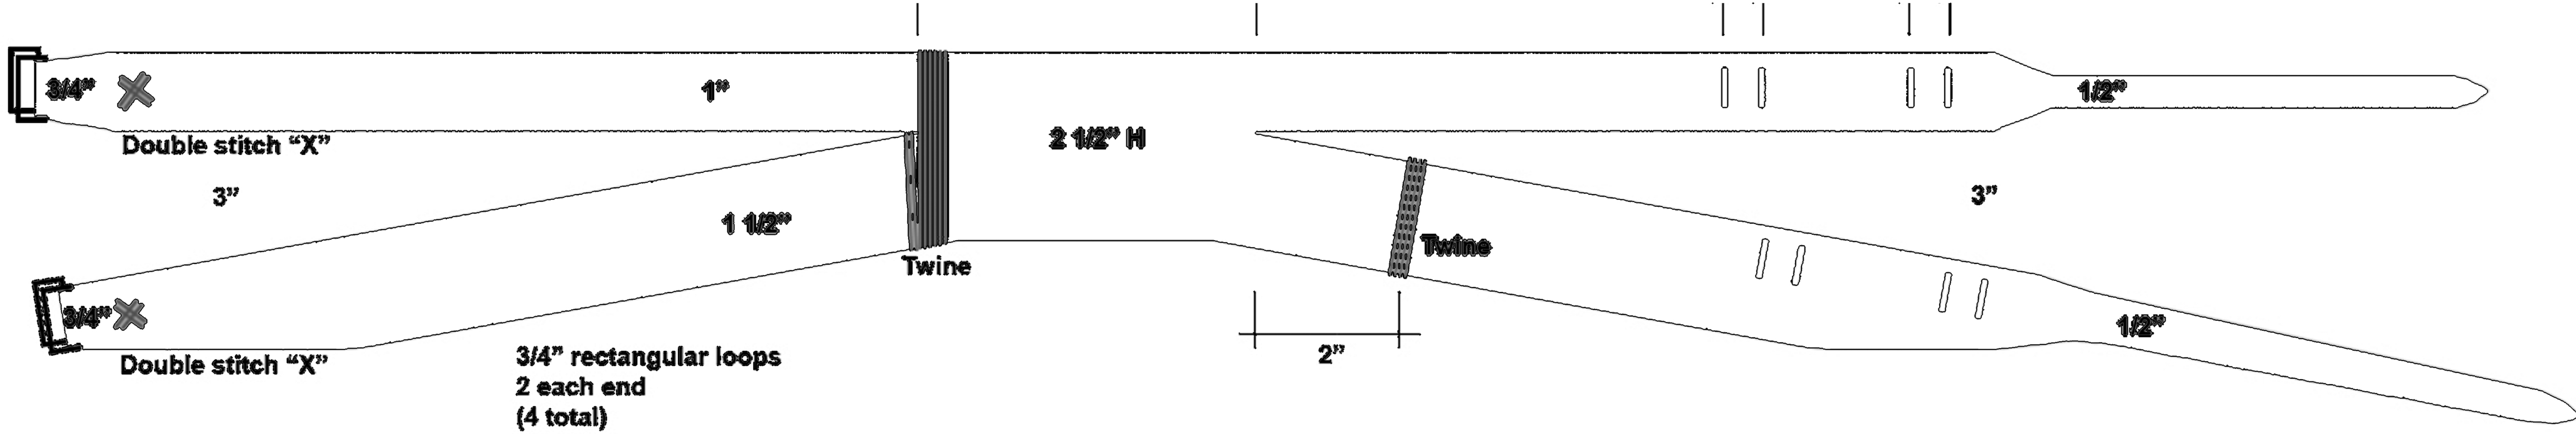 3/4”
1”
2 1/2” H
1/2”
Double stitch “X”
3”
3”
1 1/2”
Twine
Twine
3/4”
1/2”
Double stitch “X”
3/4” rectangular loops
2 each end
(4 total)
2”